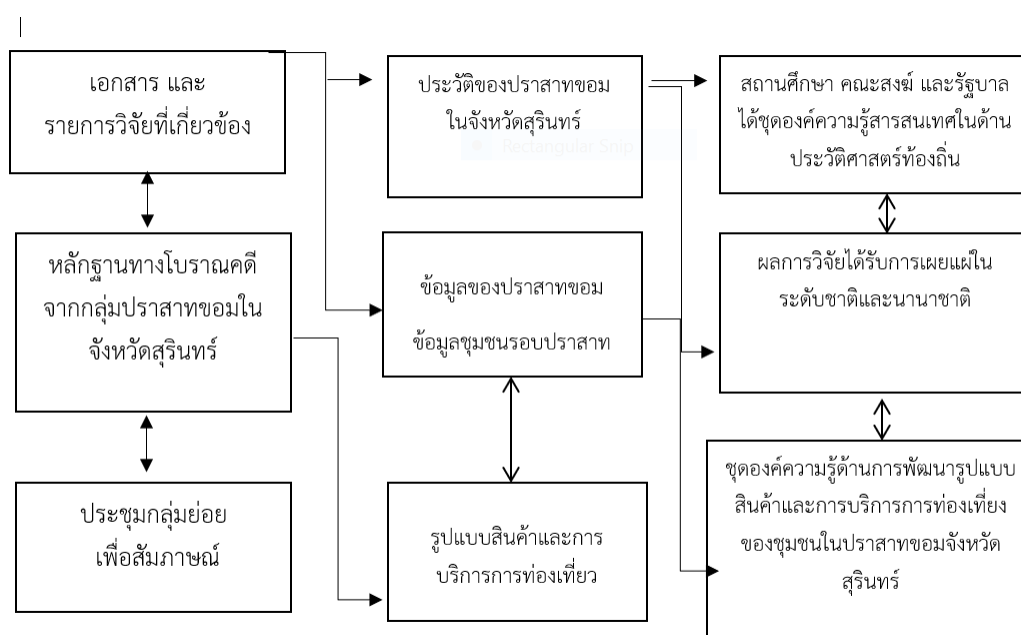 เอกสาร และ
รายการวิจัยที่เกี่ยวข้อง
หลักฐานทางโบราณคดี
จากกลุ่มปราสาทขอมใน
จังหวัดสุรินทร์
ประชุมกลุ่มย่อย
เพื่อสัมภาษณ์
ประวัติของปราสาทขอม
ในจังหวัดสุรินทร์
Rectangular Snip
ข้อมูลของปราสาทขอม
ข้อมูลชุมชนรอบปราสาท
รูปแบบสินค้าและการ
บริการการท่องเที่ยว
สถานศึกษา คณะสงฆ์ และรัฐบาล
ได้ชุดองค์ความรู้สารสนเทศในด้าน
ประวัติศาสตร์ท้องถิ่น
ผลการวิจัยได้รับการเผยแผ่ใน
ระดับชาติและนานาชาติ
ชุดองค์ความรู้ด้านการพัฒนารูปแบบ
สินค้าและการบริการการท่องเที่ยง
ของชุมชนในปราสาทขอมจังหวัด
สุรินทร์